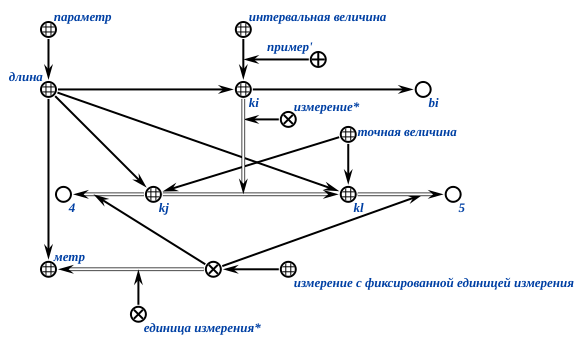 параметр
интервальная величина
пример'
длина
ki
bi
измерение*
точная величина
4
kj
kl
5
метр
измерение с фиксированной единицей измерения
единица измерения*